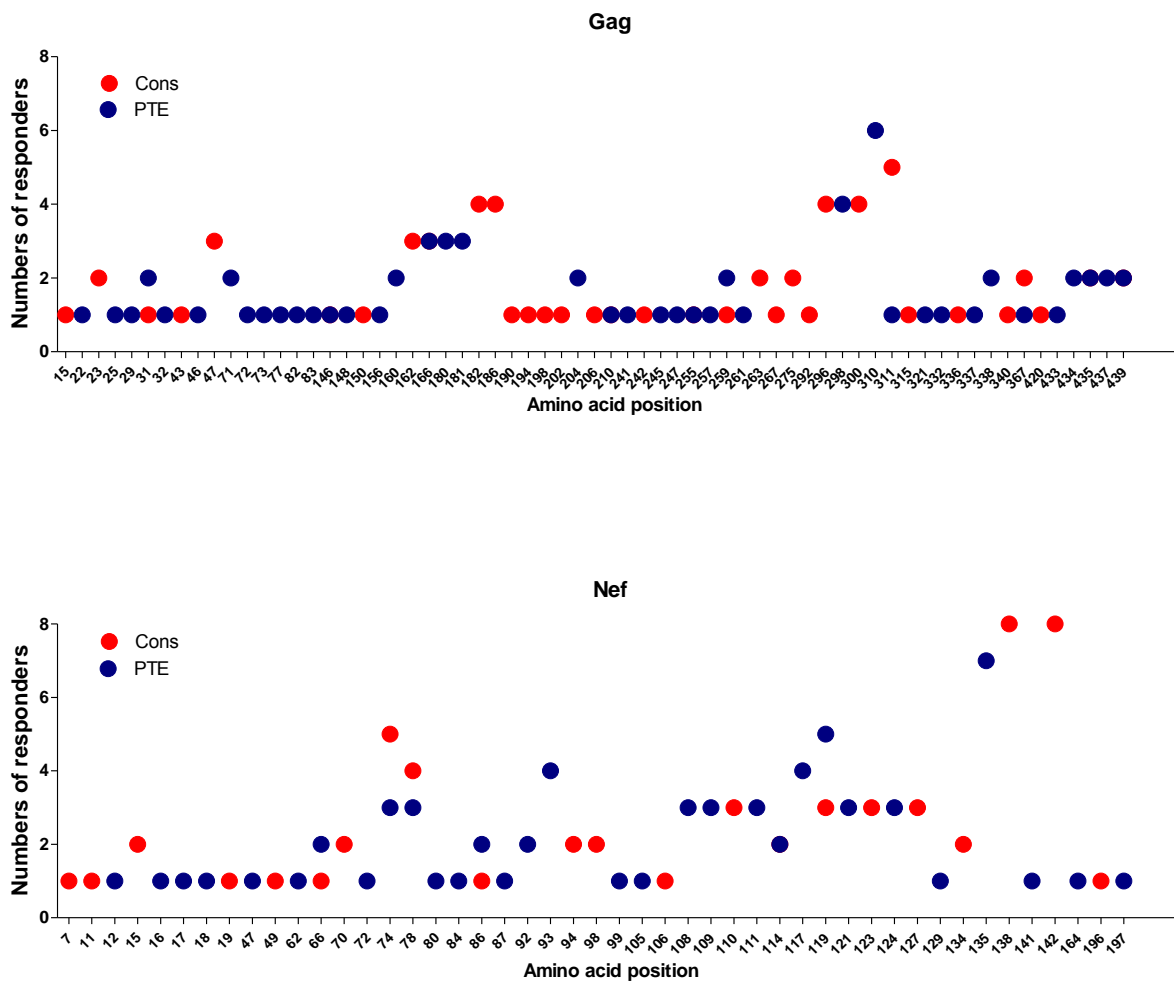 Gag
Numbers of responders
8
6
4
2
0
Cons
PTE
15 22 23 25 29 31 32 43 46 47 71 72 73 77 82 83 146 148 150 156 160 162 166 180 181 182 186 190 194 198 202 204 206 210 241 242 245 247 255 257 259 261 263 267 275 292 296 298 300 310 311 315 321 332 336 337 338 340 367 420 433 434 435 437 439
Amino acid position
Nef
Numbers of responders
8
6
4
2
0
Cons
PTE
7 11 12 15 16 17 18 19 47 49 62 66 70 72 74 78 80 84 86 87 92 93 94 98 99 105 106 108 109 110 111 114 117 119 121 123 124 127 129 134 135 138 141 142 164 196 197
Amino acid position